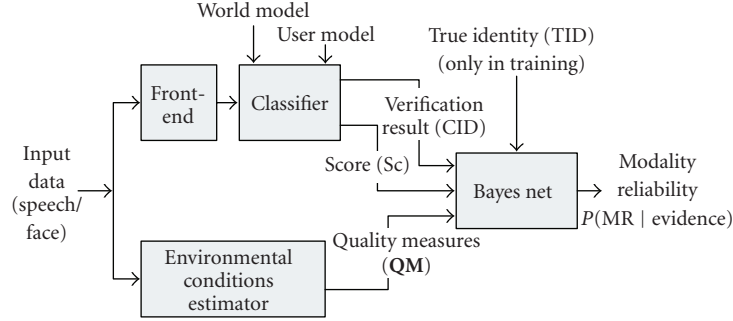 World model
User model
True identity (TID)
(only in training)
Front-
end
Classifier
Verification
result (CID)
Input
data
(speech/
face)
Score (Sc)
Bayes net
Modality
reliability
P(MR | evidence)
Quality measures
(QM)
Environmental
conditions
estimator